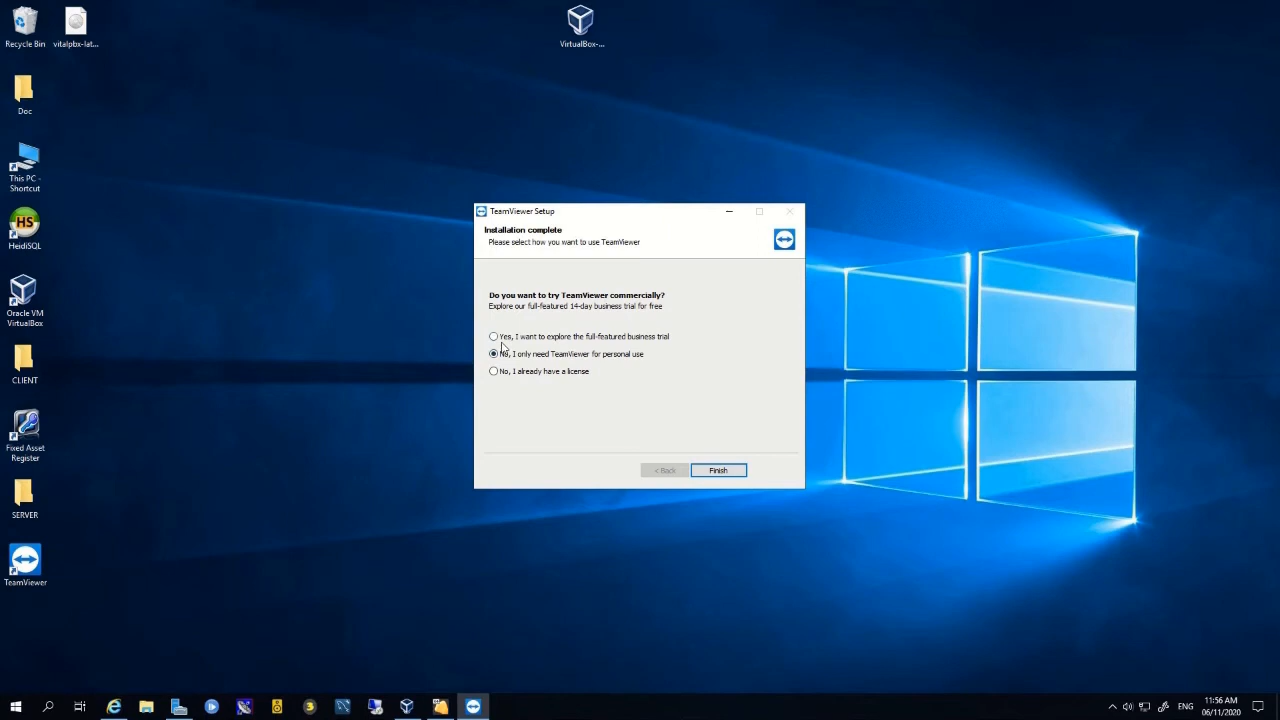 Recycle Bin
vitalpbx-lat...
VirtualBox-...
Doc
This PC -
Shortcut
HS
HeidiSQL
Oracle VM
VirtualBox
CLIENT
Fixed Asset
Register
SERVER
TeamViewer
TeamViewer Setup
Installation complete
Please select how you want to use TeamViewer
Do you want to try TeamViewer commercially?
Explore our full-featured 14-day business trial for free
Yes, I want to explore the full-featured business trial
No, I only need TeamViewer for personal use
No, I already have a license
< Back
Finish
ENG
11:56 AM
06/11/2020